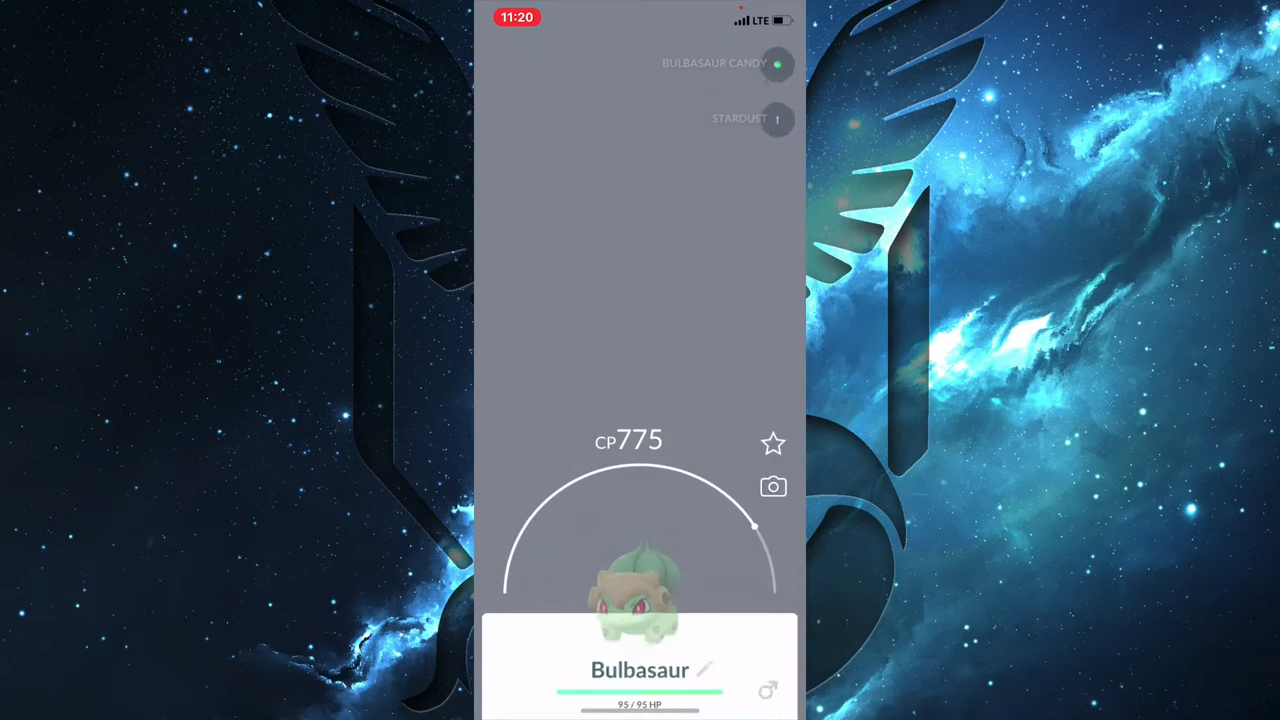 11:20
LTE
BULBASAUR CANDY
STARDUST
CP775
Bulbasaur
95 / 95 HP